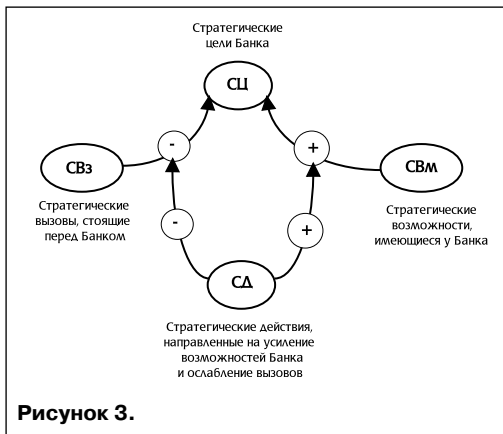 Стратегические
цели Банка
СЦ
-
+
СВз
СВм
Стратегические
вызовы, стоящие
перед Банком
Стратегические
возможности,
имеющиеся у Банка
-
+
СД
Стратегические действия,
направленные на усиление
возможностей Банка
и ослабление вызовов
Рисунок 3.